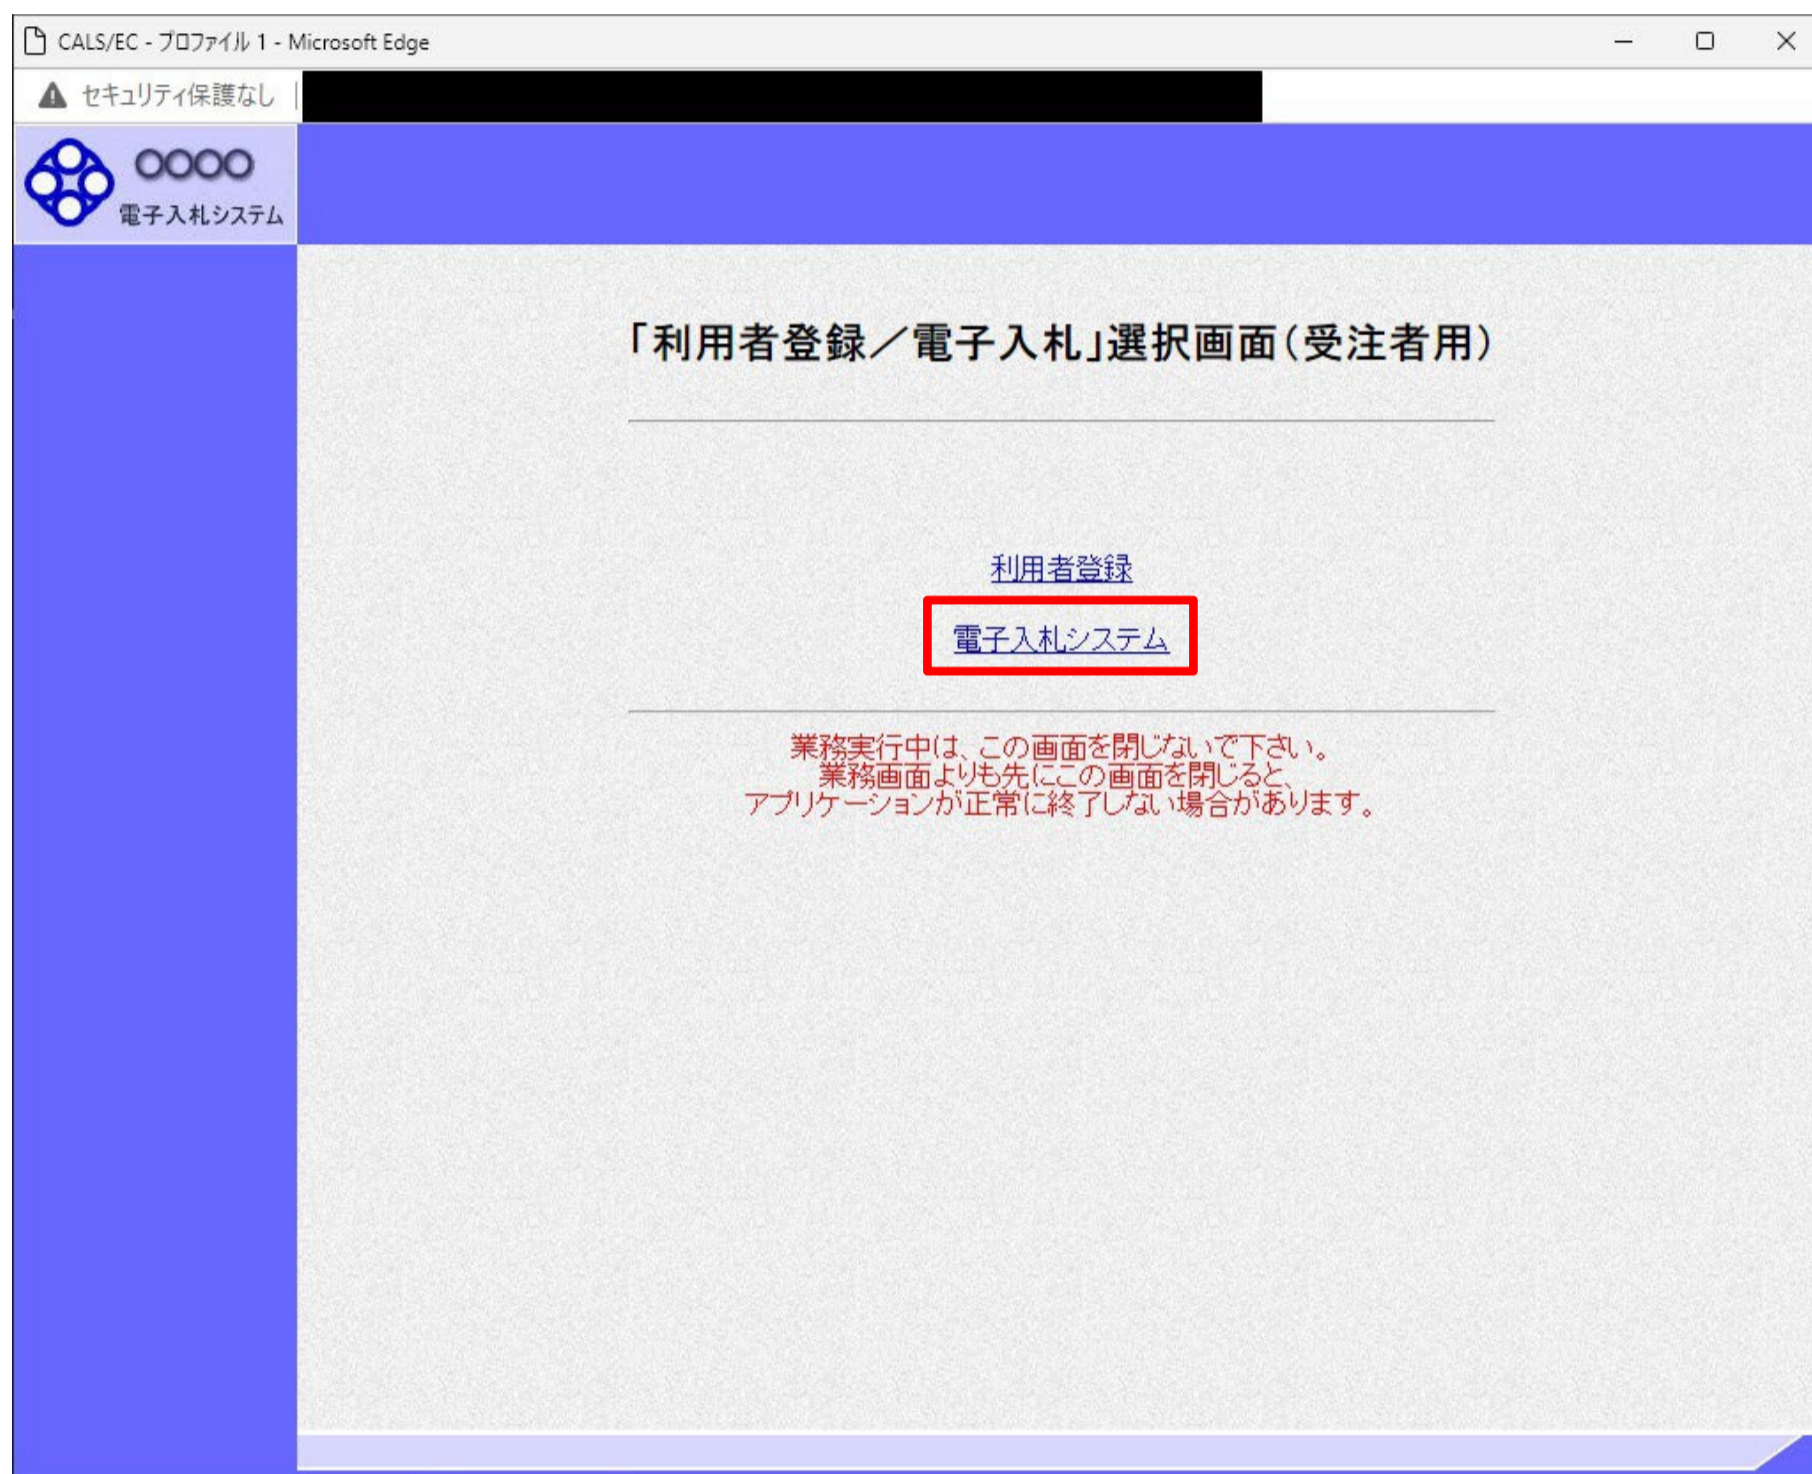 CALS/EC - プロファイル 1 - Microsoft Edge
セキュリティ保護なし
○○○○
電子入札システム
「利用者登録／電子入札」選択画面（受注者用）
利用者登録
電子入札システム
業務実行中は、この画面を閉じないで下さい。
業務画面よりも先にこの画面を閉じると、
アプリケーションが正常に終了しない場合があります。